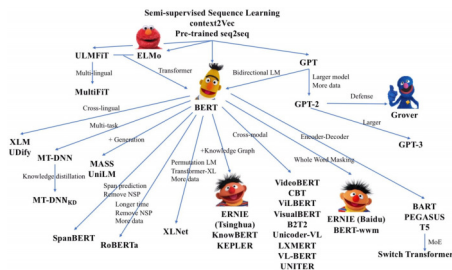 Semi-supervised Sequence Learning
context2Vec
Pre-trained seq2seq
ULMFiT
ELMo
GPT
Multi-lingual
Transformer
Bidirectional LM
Larger model
More data
MultiFiT
Defense
GPT-2
Grover
BERT
Cross-lingual
Larger
Multi-task
XLM
UDify
+ Generation
Cross-modal
Encoder-Decoder
GPT-3
MT-DNN
+Knowledge Graph
Whole Word Masking
MASS
UniLM
Permutation LM
Transformer-XL
More data
Knowledge distillation
Span prediction
Remove NSP
VideoBERT
CBT
ViLBERT
VisualBERT
B2T2
Unicoder-VL
LXMERT
VL-BERT
UNITER
MT-DNN KD
Longer time
Remove NSP
More data
XLNet
ERNIE
(Tsinghua)
KnowBERT
KEPLER
ERNIE (Baidu)
BERT-wwm
BART
PEGASUS
T5
SpanBERT
RoBERTa
MoE
Switch Transformer